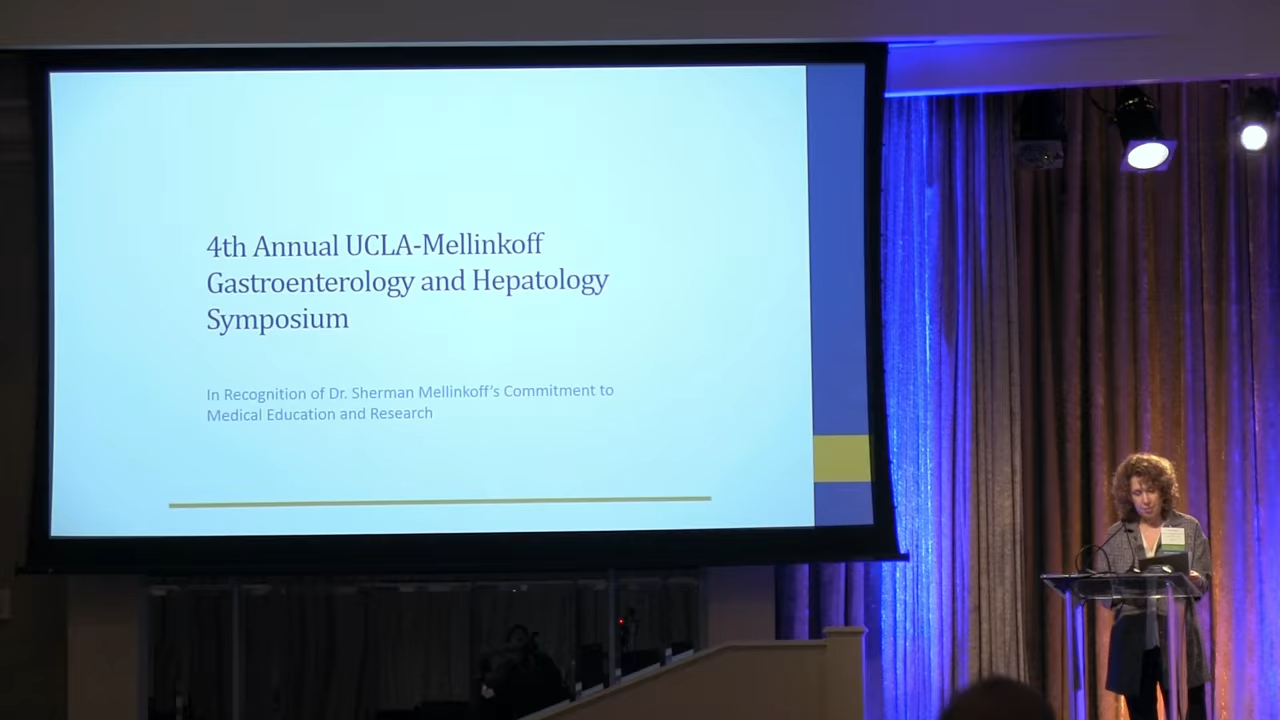 4th Annual UCLA-Mellinkoff
Gastroenterology and Hepatology
Symposium
In Recognition of Dr. Sherman Mellinkoff's Commitment to
Medical Education and Research